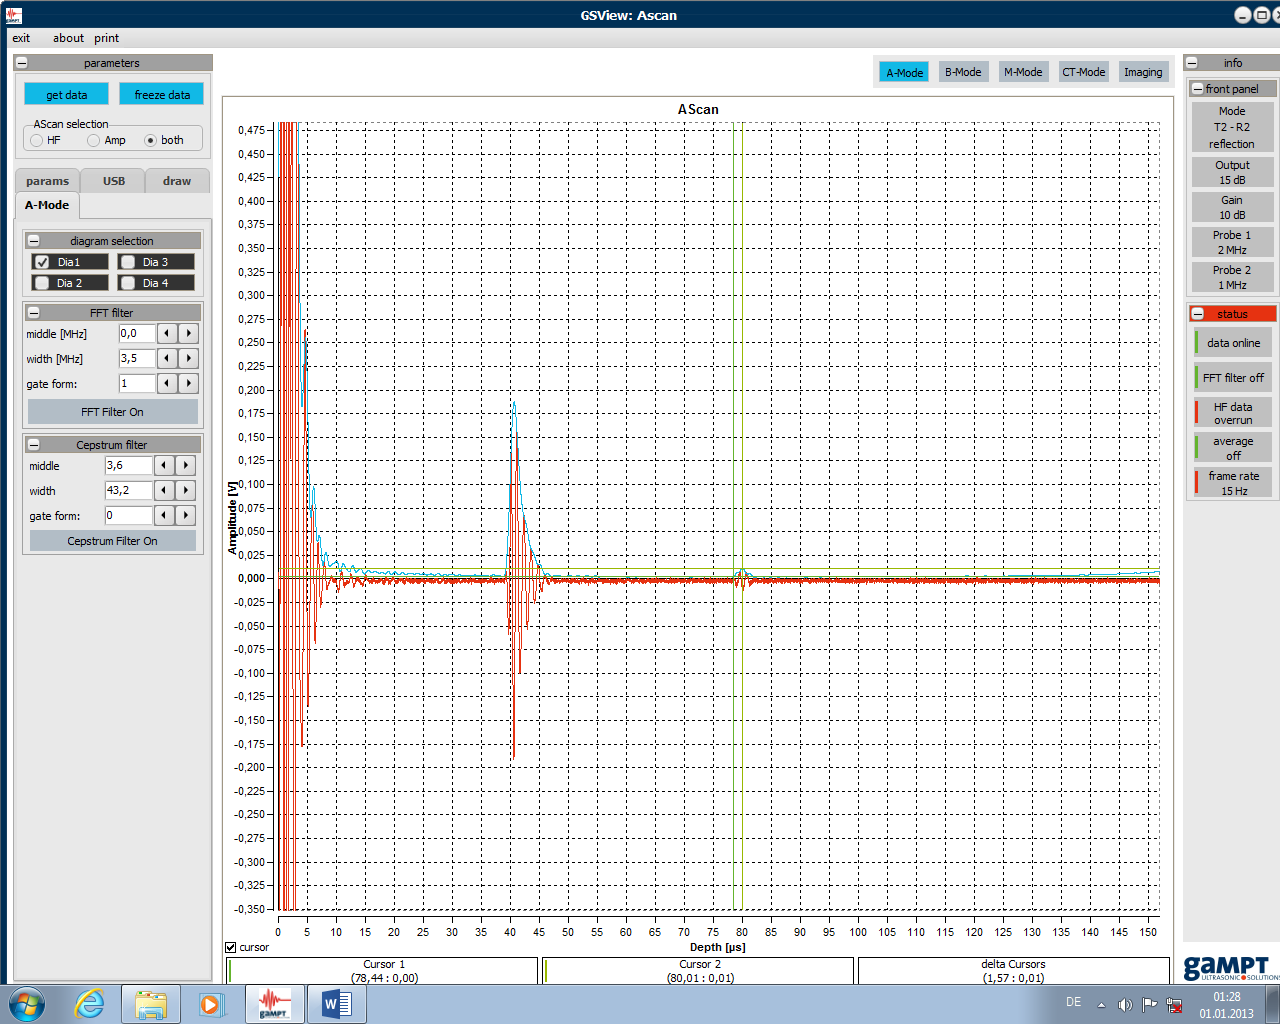 GSView: Ascan
exit about print
parameters
get data freeze data
AScan selection
HF Amp both
params USB draw
A-Mode
diagram selection
Dia1 Dia 3
Dia 2 Dia 4
FFT filter
middle [MHz] 0,0
width [MHz] 3,5
gate form: 1
FFT Filter On
Cepstrum filter
middle 3,6
width 43,2
gate form: 0
Cepstrum Filter On
A-Mode B-Mode M-Mode CT-Mode Imaging
AScan
0,475
0,450
0,425
0,400
0,375
0,350
0,325
0,300
0,275
0,250
0,225
0,200
0,175
0,150
0,125
0,100
0,075
0,050
0,025
0,000
-0,025
-0,050
-0,075
-0,100
-0,125
-0,150
-0,175
-0,200
-0,225
-0,250
-0,275
-0,300
-0,325
-0,350
Amplitude [V]
0 5 10 15 20 25 30 35 40 45 50 55 60 65 70 75 80 85 90 95 100 105 110 115 120 125 130 135 140 145 150
Depth [µs]
cursor
Cursor 1
(78,44 : 0,00)
Cursor 2
(80,01 : 0,01)
delta Cursors
(1,57 : 0,01)
info
front panel
Mode
T2 - R2
reflection
Output
15 dB
Gain
10 dB
Probe 1
2 MHz
Probe 2
1 MHz
status
data online
FFT filter off
HF data
overrun
average
off
frame rate
15 Hz
GAMPT
ULTRASONIC SOLUTIONS
GAMPT
DE
01:28
01.01.2013